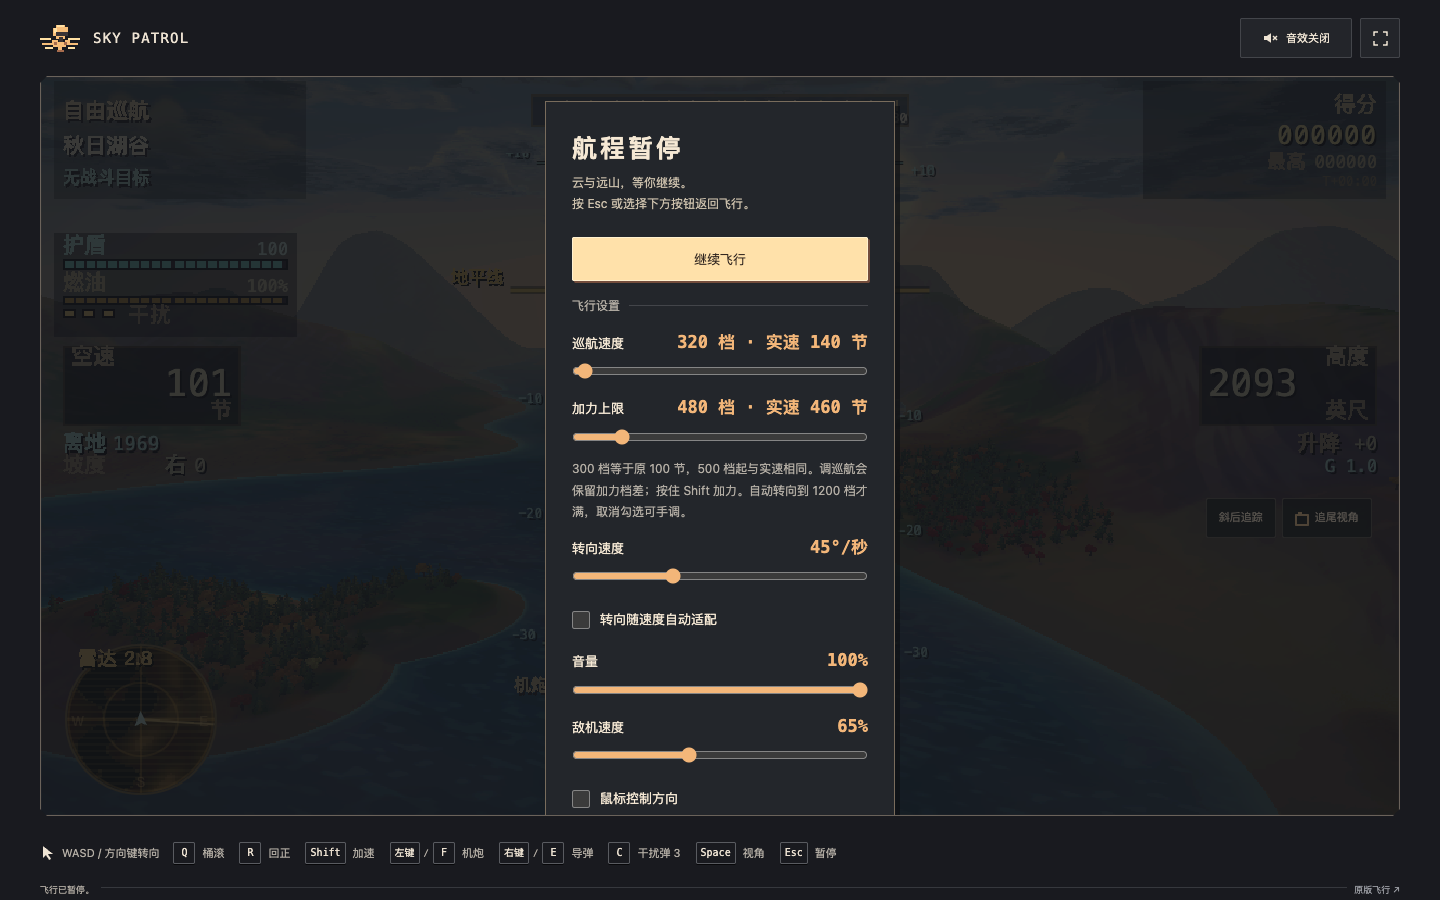 SKY PATROL
音效关闭
自由巡航
秋日湖谷
无战斗目标
得分
000000
最高 000000
护盾 100
燃油 100%
干扰
空速
101
节
离地 1969
坡度 右 0
地平线
+10
-10
-20
-30
机炮
雷达 2.8
W
E
S
航程暂停
云与远山，等你继续。
按 Esc 或选择下方按钮返回飞行。
继续飞行
飞行设置
巡航速度 320 档 · 实速 140 节
加力上限 480 档 · 实速 460 节
300 档等于原 100 节，500 档起与实速相同。调巡航会
保留加力档差；按住 Shift 加力。自动转向到 1200 档才
满，取消勾选可手调。
转向速度 45°/秒
转向随速度自动适配
音量 100%
敌机速度 65%
鼠标控制方向
+10
-10
-20
-30
高度
2093
英尺
升降 +0
G 1.0
斜后追踪
追尾视角
WASD / 方向键转向 Q 桶滚 R 回正 Shift 加速 左键 / F 机炮 右键 / E 导弹 C 干扰弹 3 Space 视角 Esc 暂停
飞行已暂停。
原版飞行 ↗